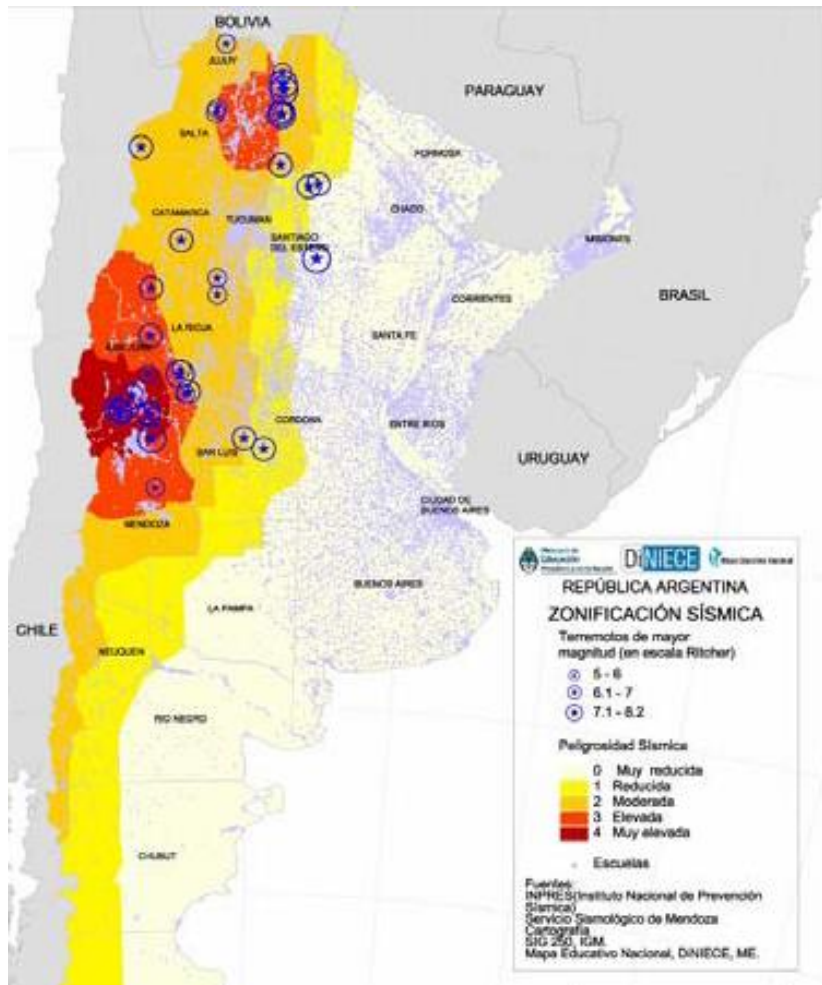 BOLIVIA
JUJUY
PARAGUAY
SALTA
FORMOSA
CATAMARCA
TUCUMAN
CHACO
SANTIAGO
DEL ESTERO
MISIONES
CORRIENTES
BRASIL
LA RIOJA
SANTA FE
CORDOBA
ENTRE RIOS
SAN LUIS
URUGUAY
CIUDAD DE
BUENOS AIRES
MENDOZA
BUENOS AIRES
LA PAMPA
CHILE
NEUQUEN
RIO NEGRO
CHUBUT
Ministerio de
Educación
DiNIECE
REPÚBLICA ARGENTINA
ZONIFICACIÓN SÍSMICA
Terremotos de mayor
magnitud (en escala Ritcher)
5 - 6
6.1 - 7
7.1 - 8.2
Peligrosidad Sísmica
0 Muy reducida
1 Reducida
2 Moderada
3 Elevada
4 Muy elevada
Escuelas
Fuentes:
INPRES(Instituto Nacional de Prevención
Sísmica)
Servicio Sismológico de Mendoza
Cartografía
SIG 250, IGM.
Mapa Educativo Nacional, DiNIECE, ME.